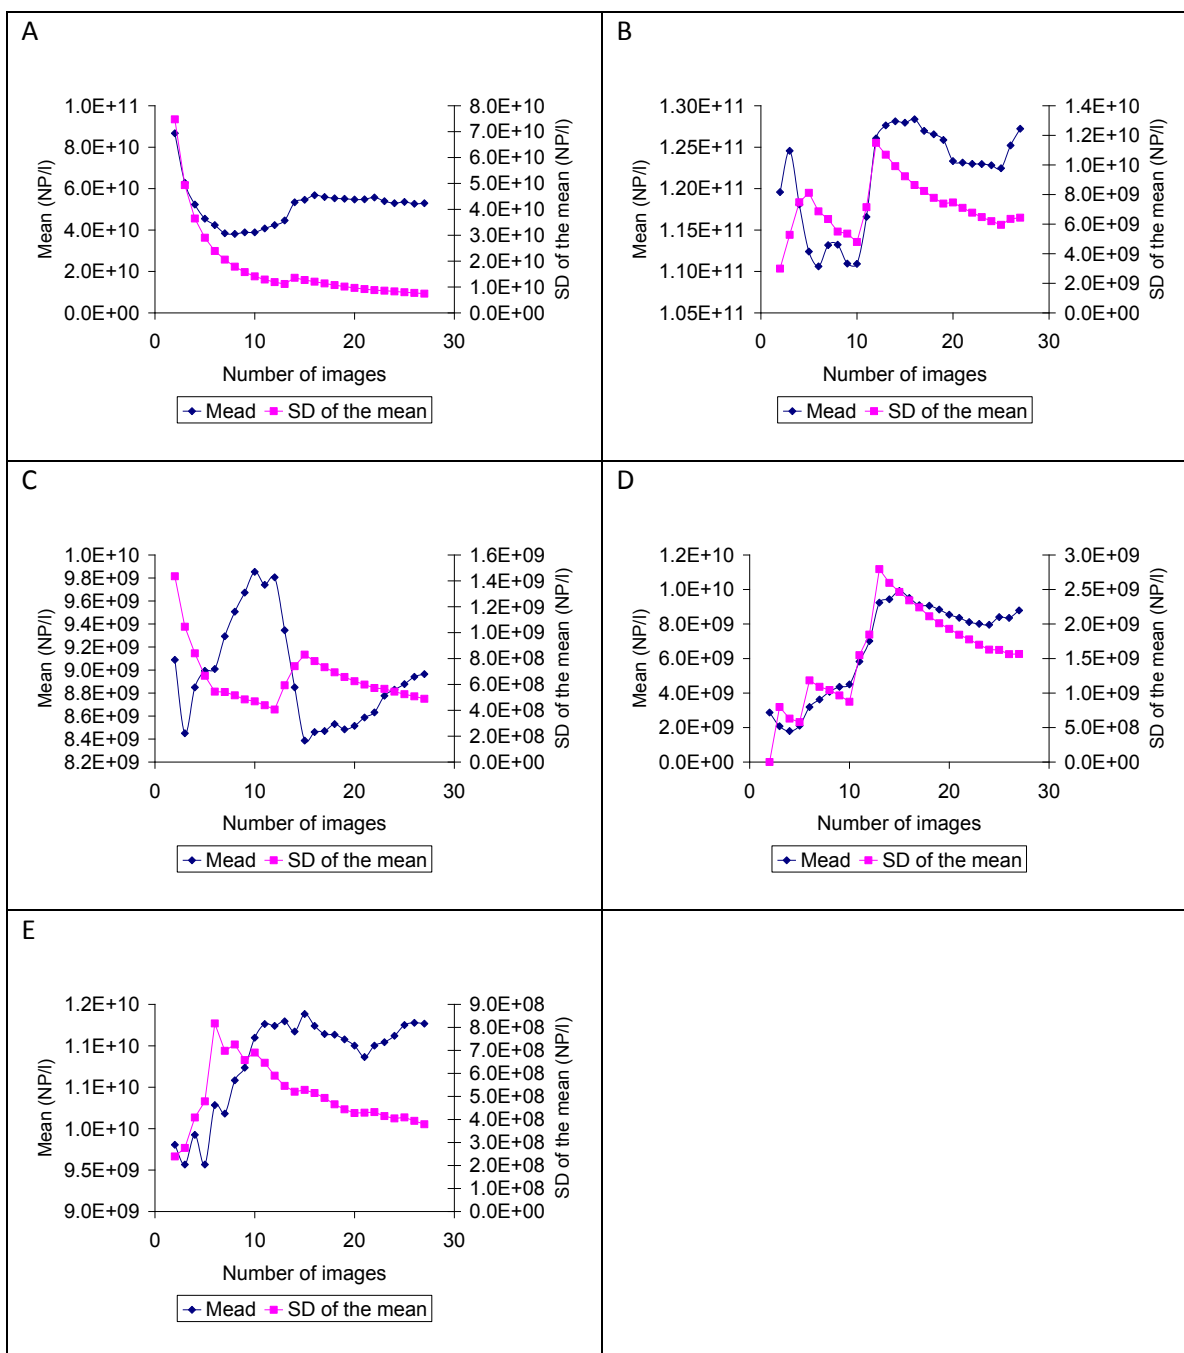 A
1.0E+11
8.0E+10
6.0E+10
4.0E+10
2.0E+10
0.0E+00
Mean (NP/l)
8.0E+10
7.0E+10
6.0E+10
5.0E+10
4.0E+10
3.0E+10
2.0E+10
1.0E+10
0.0E+00
SD of the mean (NP/l)
0 10 20 30
Number of images
Mead SD of the mean
B
1.30E+11
1.25E+11
1.20E+11
1.15E+11
1.10E+11
1.05E+11
Mean (NP/l)
1.4E+10
1.2E+10
1.0E+10
8.0E+09
6.0E+09
4.0E+09
2.0E+09
0.0E+00
SD of the mean (NP/l)
0 10 20 30
Number of images
Mead SD of the mean
C
1.0E+10
9.8E+09
9.6E+09
9.4E+09
9.2E+09
9.0E+09
8.8E+09
8.6E+09
8.4E+09
8.2E+09
Mean (NP/l)
1.6E+09
1.4E+09
1.2E+09
1.0E+09
8.0E+08
6.0E+08
4.0E+08
2.0E+08
0.0E+00
SD of the mean (NP/l)
0 10 20 30
Number of images
Mead SD of the mean
D
1.2E+10
1.0E+10
8.0E+09
6.0E+09
4.0E+09
2.0E+09
0.0E+00
Mean (NP/l)
3.0E+09
2.5E+09
2.0E+09
1.5E+09
1.0E+09
5.0E+08
0.0E+00
SD of the mean (NP/l)
0 10 20 30
Number of images
Mead SD of the mean
E
1.2E+10
1.1E+10
1.1E+10
1.0E+10
9.5E+09
9.0E+09
Mean (NP/l)
9.0E+08
8.0E+08
7.0E+08
6.0E+08
5.0E+08
4.0E+08
3.0E+08
2.0E+08
1.0E+08
0.0E+00
SD of the mean (NP/l)
0 10 20 30
Number of images
Mead SD of the mean